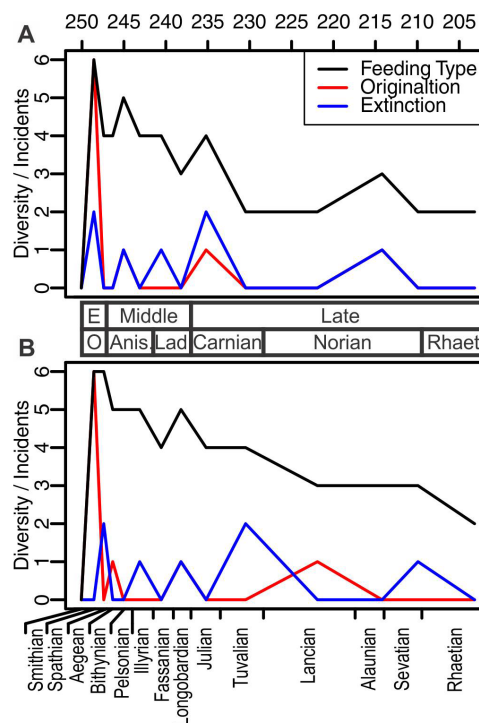 A
250 245 240 235 230 225 220 215 210 205
Feeding Type
Originaltion
Extinction
Diversity / Incidents
6
5
4
3
2
1
0
E Middle Late
O Anis. Lad Carnian Norian Rhaet
B
Diversity / Incidents
6
5
4
3
2
1
0
Smithian
Spathian
Aegean
Bithynian
Pelsonian
Illyrian
Fassanian
Longobardian
Julian
Tuvalian
Lancian
Alaunian
Sevatian
Rhaetian